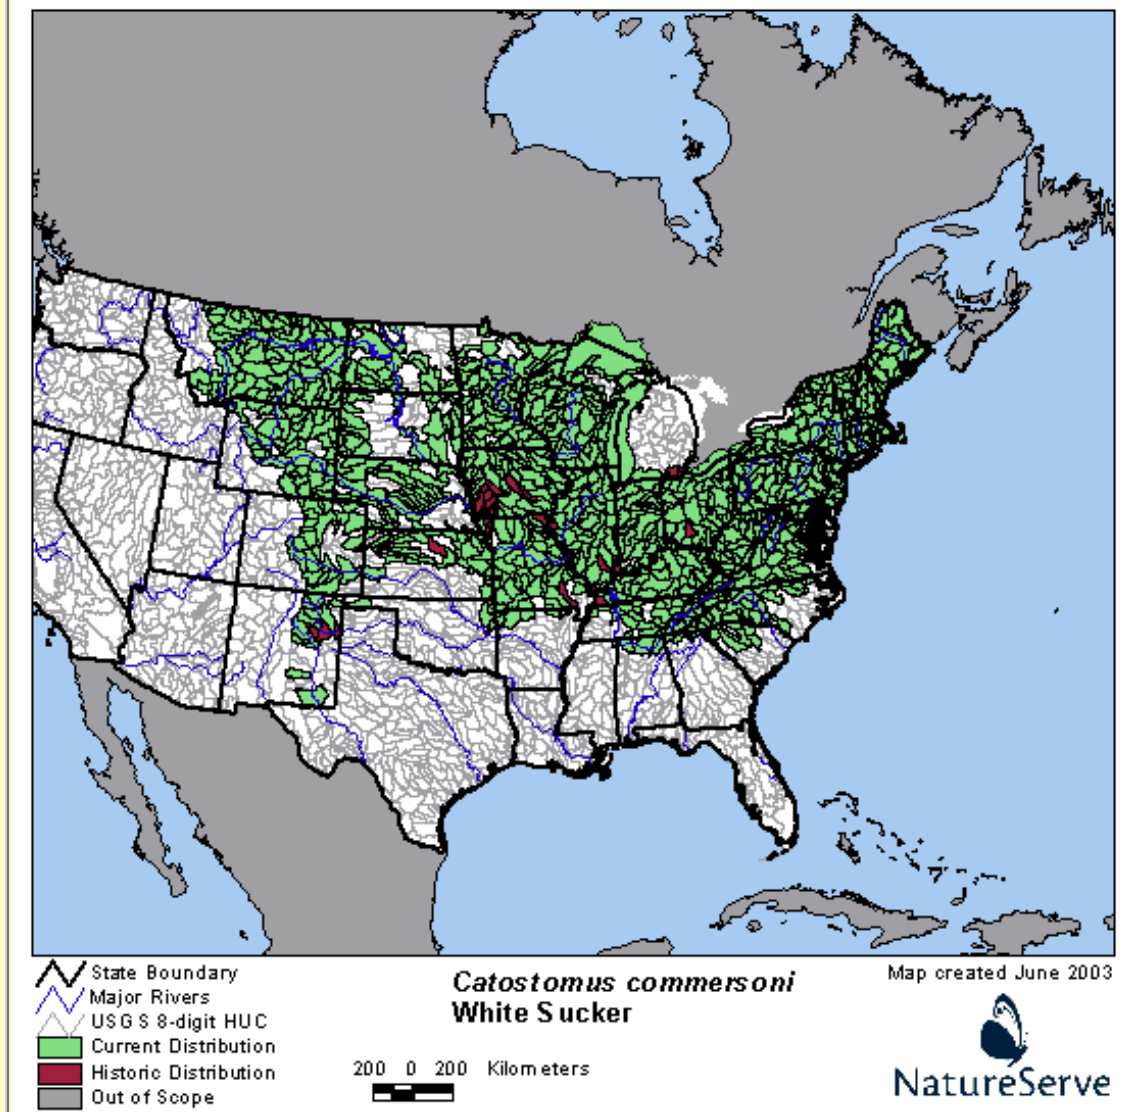 State Boundary
Major Rivers
USGS 8-digit HUC
Current Distribution
Historic Distribution
Out of Scope
Catostomus commersoni
White Sucker
200 0 200 Kilometers
Map created June 2003
NatureServe